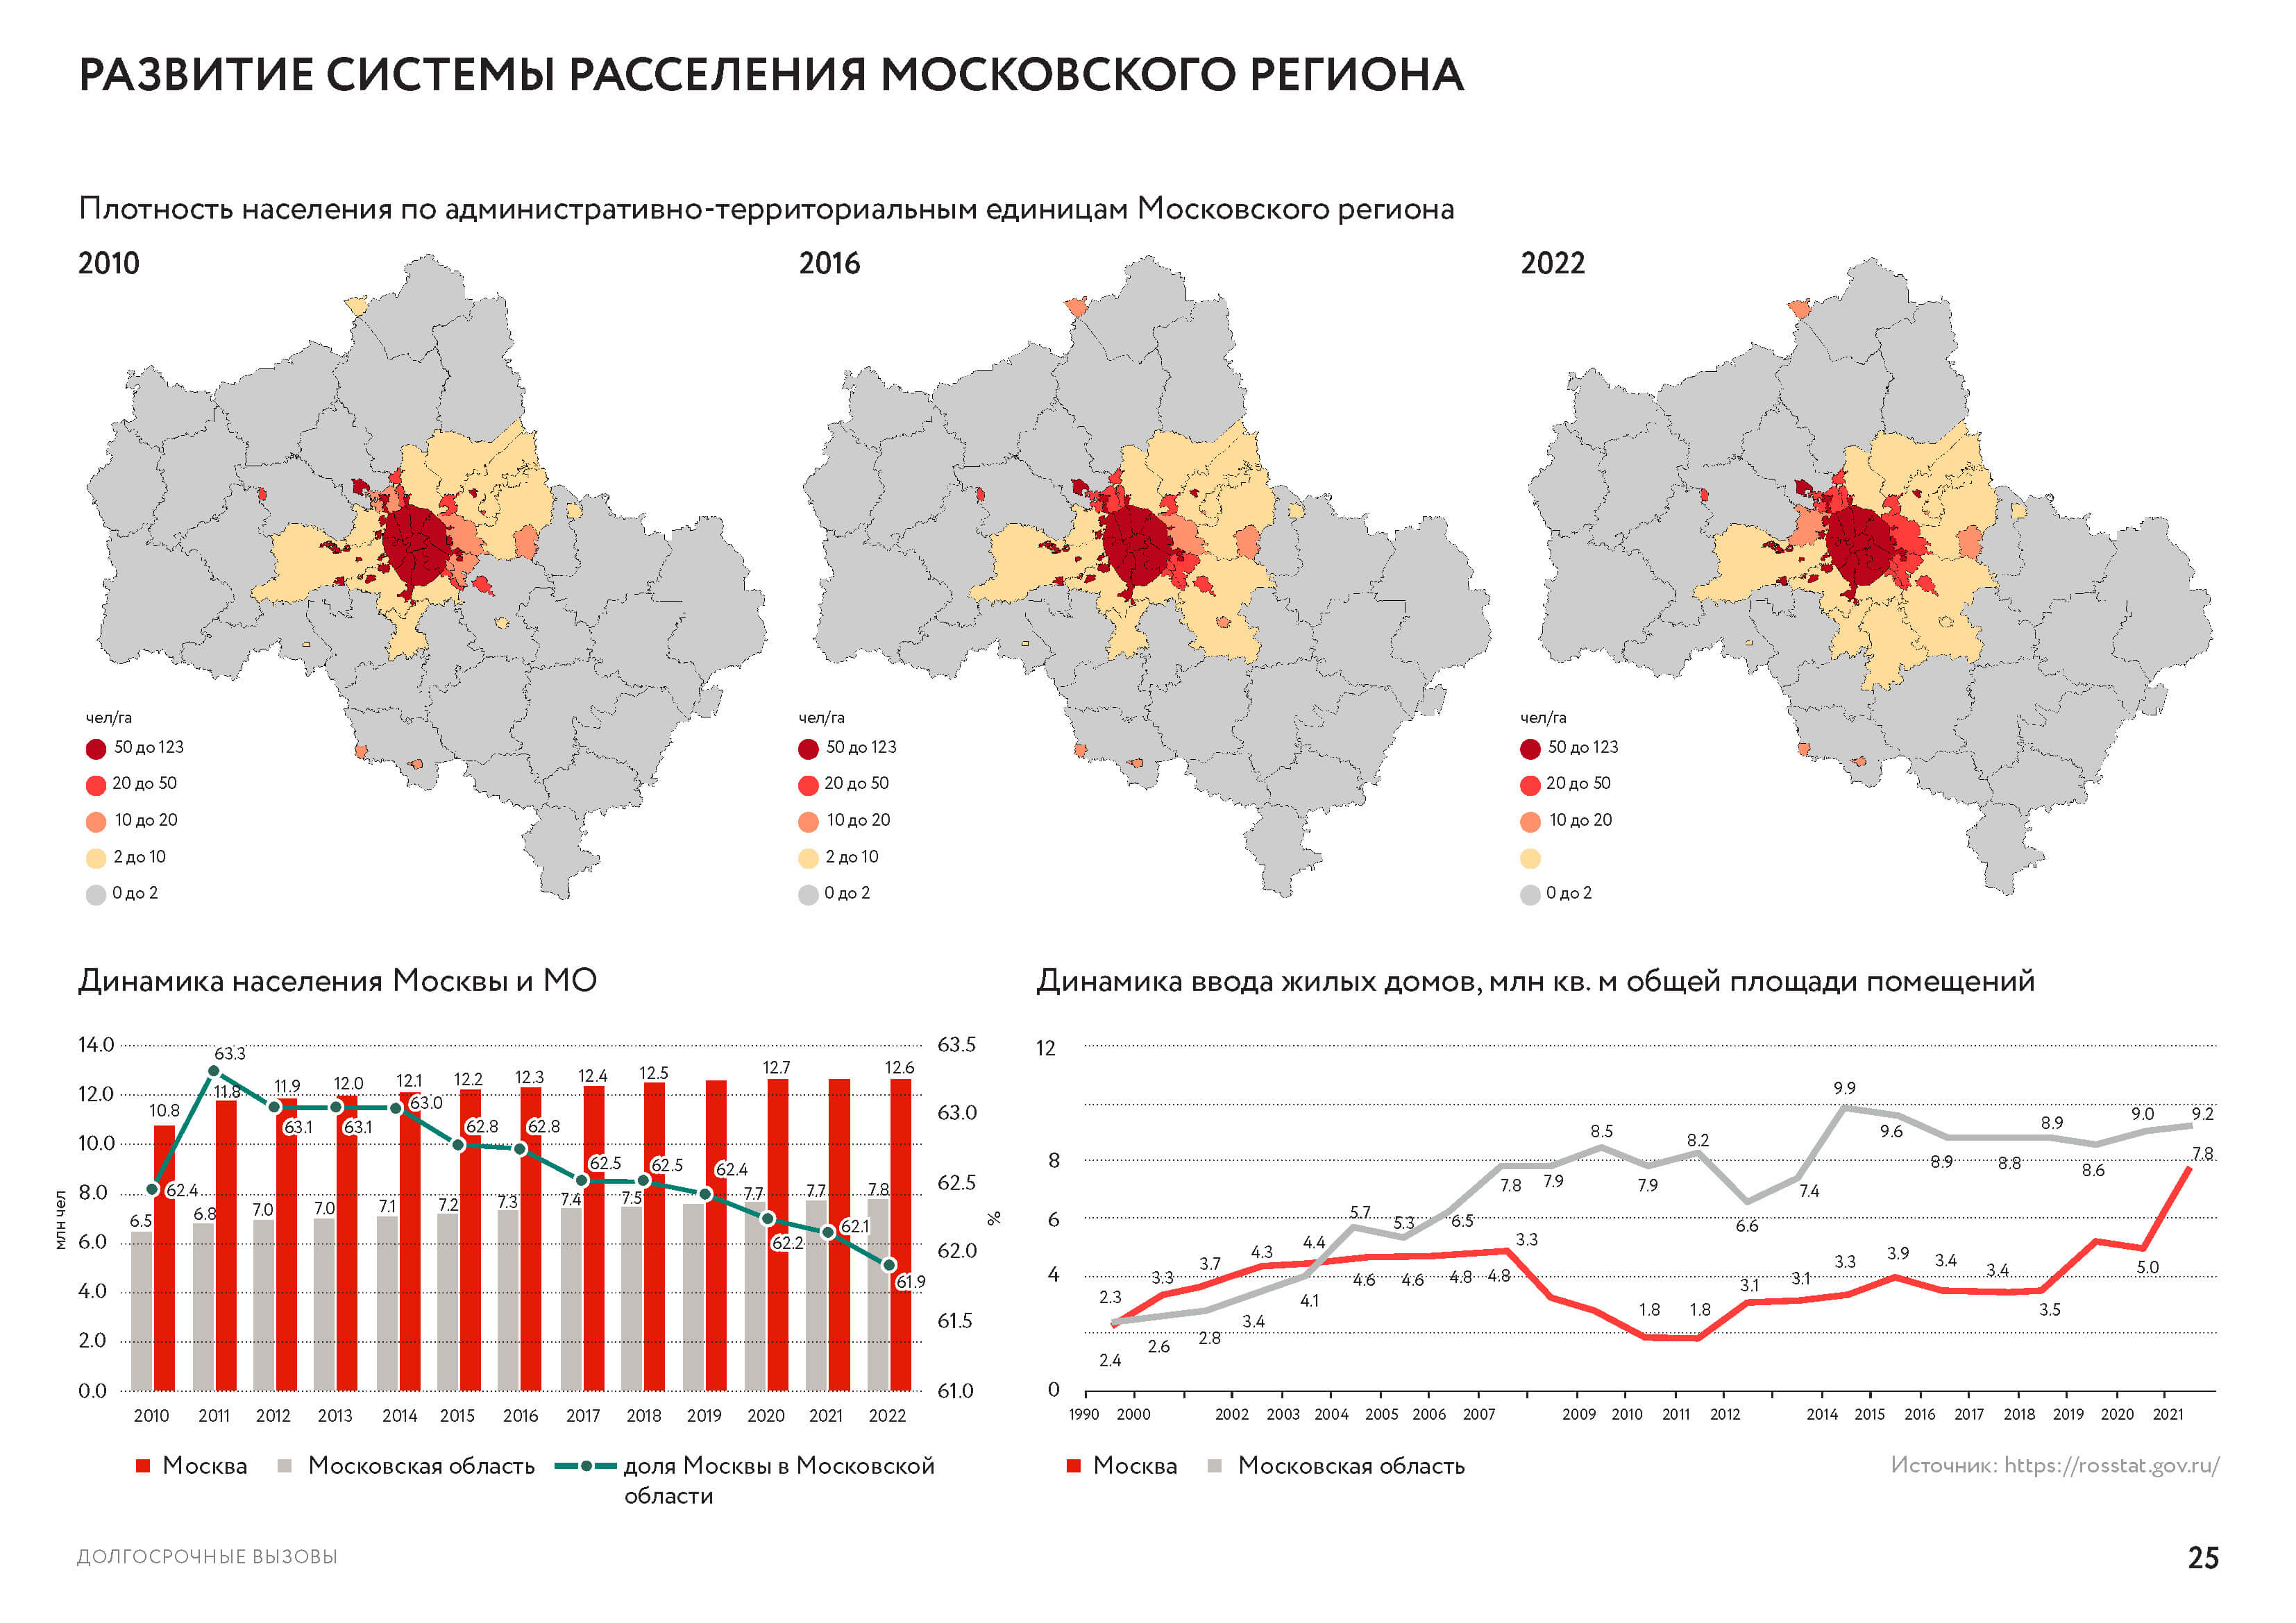 РАЗВИТИЕ СИСТЕМЫ РАССЕЛЕНИЯ МОСКОВСКОГО РЕГИОНА
Плотность населения по административно-территориальным единицам Московского региона
2010
чел/га
50 до 123
20 до 50
10 до 20
2 до 10
0 до 2
2016
чел/га
50 до 123
20 до 50
10 до 20
2 до 10
0 до 2
2022
чел/га
50 до 123
20 до 50
10 до 20
0 до 2
Динамика населения Москвы и МО
14.0
12.0
10.0
8.0
6.0
4.0
2.0
0.0
млн чел
63.5
63.0
62.5
62.0
61.5
61.0
%
10.8 11.8 11.9 12.0 12.1 12.2 12.3 12.4 12.5 12.7 12.6
62.4 63.3 63.1 63.1 63.0 62.8 62.8 62.5 62.5 62.4 62.2 62.1 61.9
6.5 6.8 7.0 7.0 7.1 7.2 7.3 7.4 7.5 7.7 7.7 7.8
2010 2011 2012 2013 2014 2015 2016 2017 2018 2019 2020 2021 2022
Москва Московская область доля Москвы в Московской
области
Динамика ввода жилых домов, млн кв. м общей площади помещений
12
8
6
4
0
2.3 3.3 3.7 4.3 4.4 4.6 4.6 4.8 4.8 3.3 1.8 1.8 3.1 3.1 3.3 3.9 3.4 3.4 3.5 5.0 7.8
2.4 2.6 2.8 3.4 4.1 5.7 5.3 6.5 7.8 7.9 8.5 7.9 8.2 6.6 7.4 9.9 9.6 8.9 8.8 8.9 8.6 9.0 9.2
1990 2000 2002 2003 2004 2005 2006 2007 2009 2010 2011 2012 2014 2015 2016 2017 2018 2019 2020 2021
Москва Московская область
Источник: https://rosstat.gov.ru/
ДОЛГОСРОЧНЫЕ ВЫЗОВЫ
25